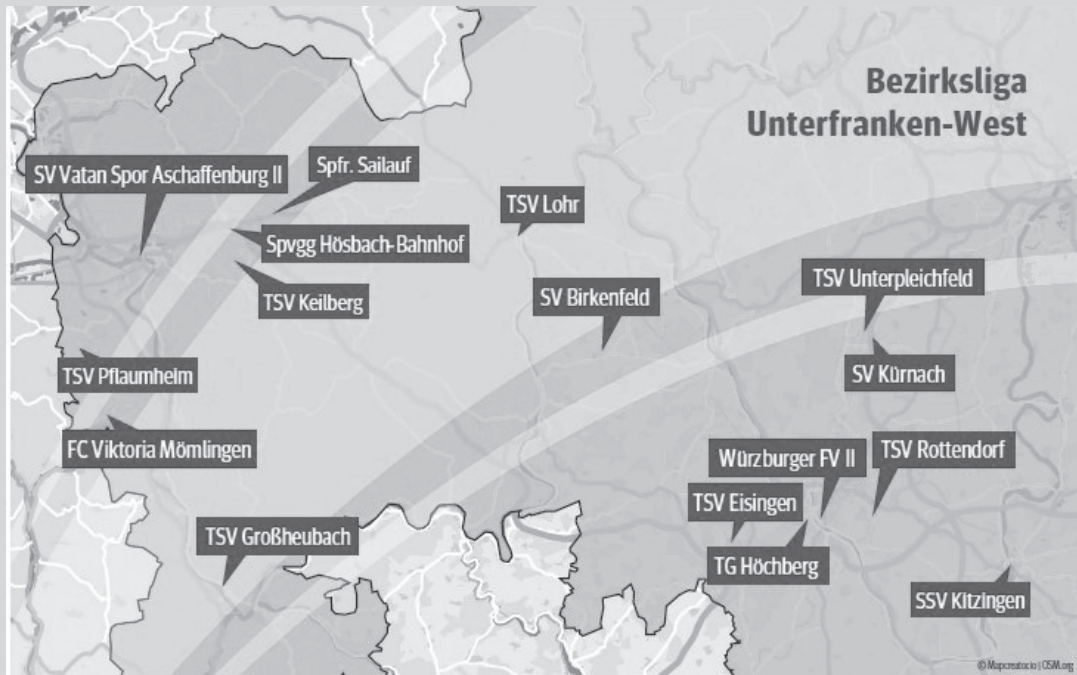 Bezirksliga
Unterfranken-West
SV Vatan Spor Aschaffenburg II
Spfr. Sailauf
TSV Lohr
Spvgg Hösbach-Bahnhof
TSV Unterpleichfeld
TSV Keilberg
SV Birkenfeld
TSV Pflaumheim
SV Kürnach
FC Viktoria Mömlingen
Würzburger FV II
TSV Rottendorf
TSV Eisingen
TSV Großheubach
TG Höchberg
SSV Kitzingen
© Mapcreator.io | OSM.org